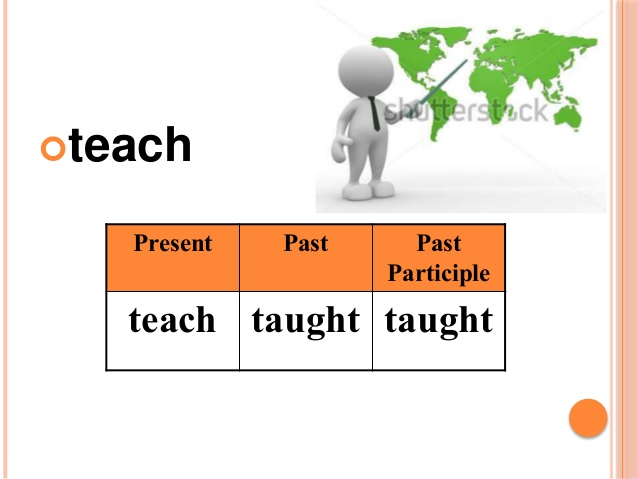 shutterstock
teach
Present Past Past Participle
teach taught taught